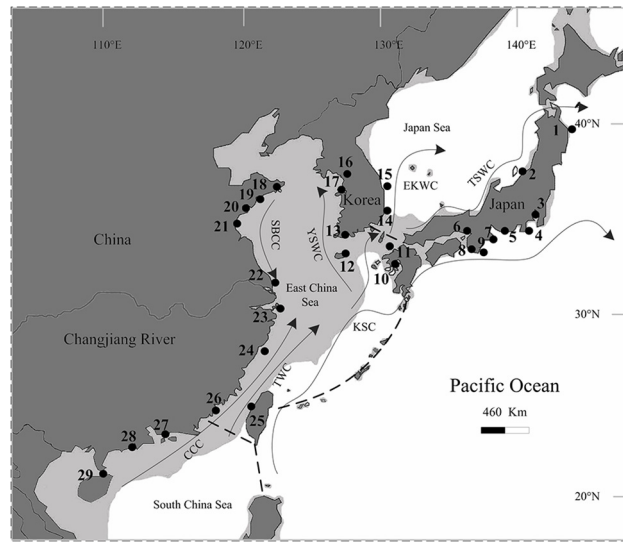 110°E
120°E
130°E
140°E
40°N
1
Japan Sea
16
2
15
EKWC
TSWC
17
18
Korea
19
Japan
20
14
3
21
13
6
7
5
4
China
SBCC
YSWC
12
11
8
9
10
22
East China
Sea
30°N
23
KSC
Changjiang River
24
TWC
Pacific Ocean
460 Km
26
25
27
28
CCC
29
20°N
South China Sea